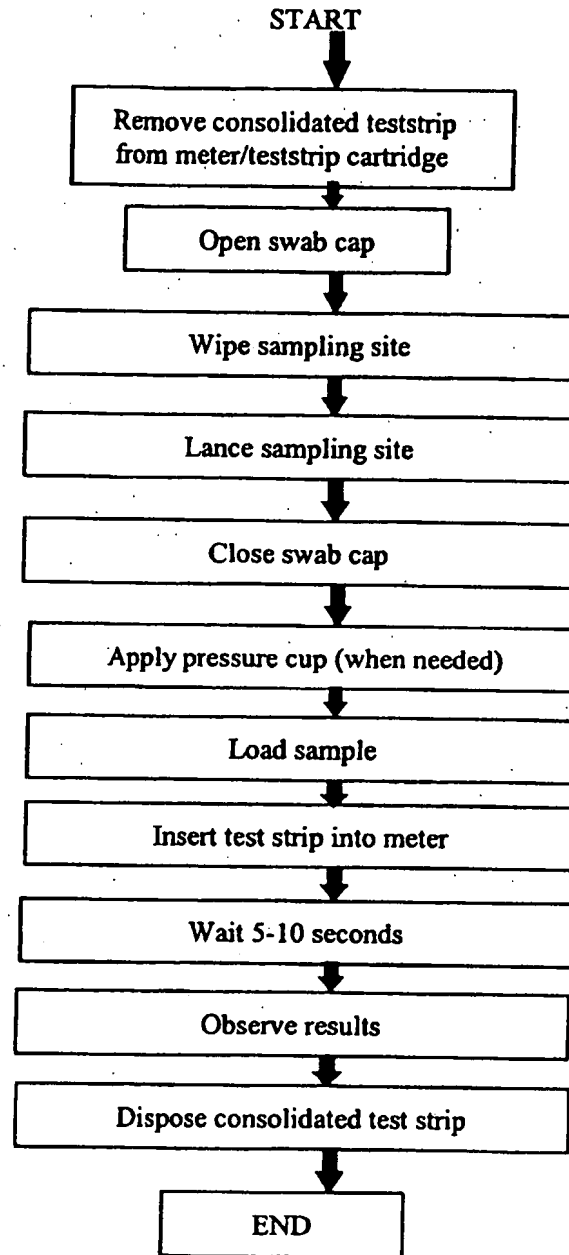 START
Remove consolidated teststrip
from meter/teststrip cartridge
Open swab cap
Wipe sampling site
Lance sampling site
Close swab cap
Apply pressure cup (when needed)
Load sample
Insert test strip into meter
Wait 5-10 seconds
Observe results
Dispose consolidated test strip
END